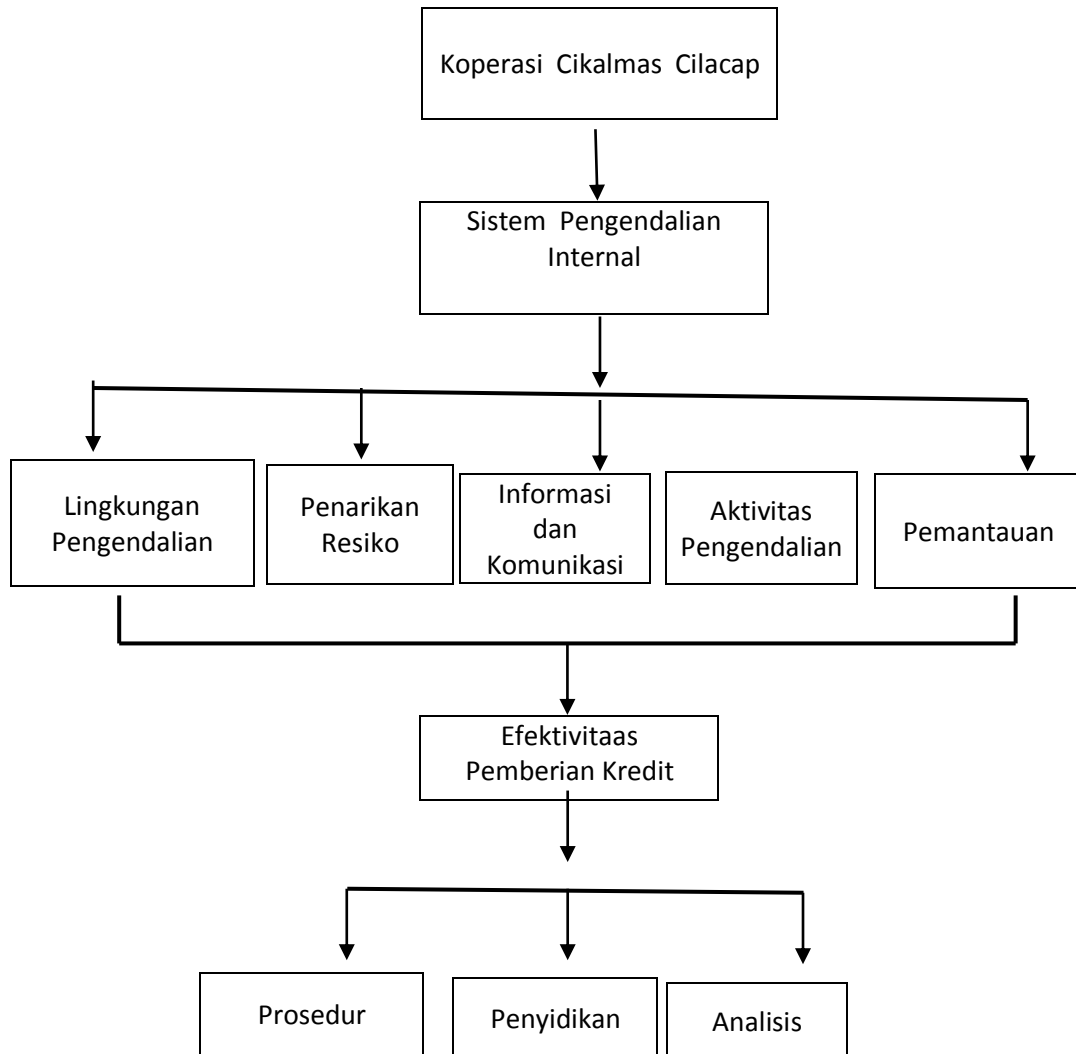 Koperasi Cikalmas Cilacap
Sistem Pengendalian
Internal
Lingkungan
Pengendalian
Penarikan
Resiko
Informasi
dan
Komunikasi
Aktivitas
Pengendalian
Pemantauan
Efektivitaas
Pemberian Kredit
Prosedur
Penyidikan
Analisis